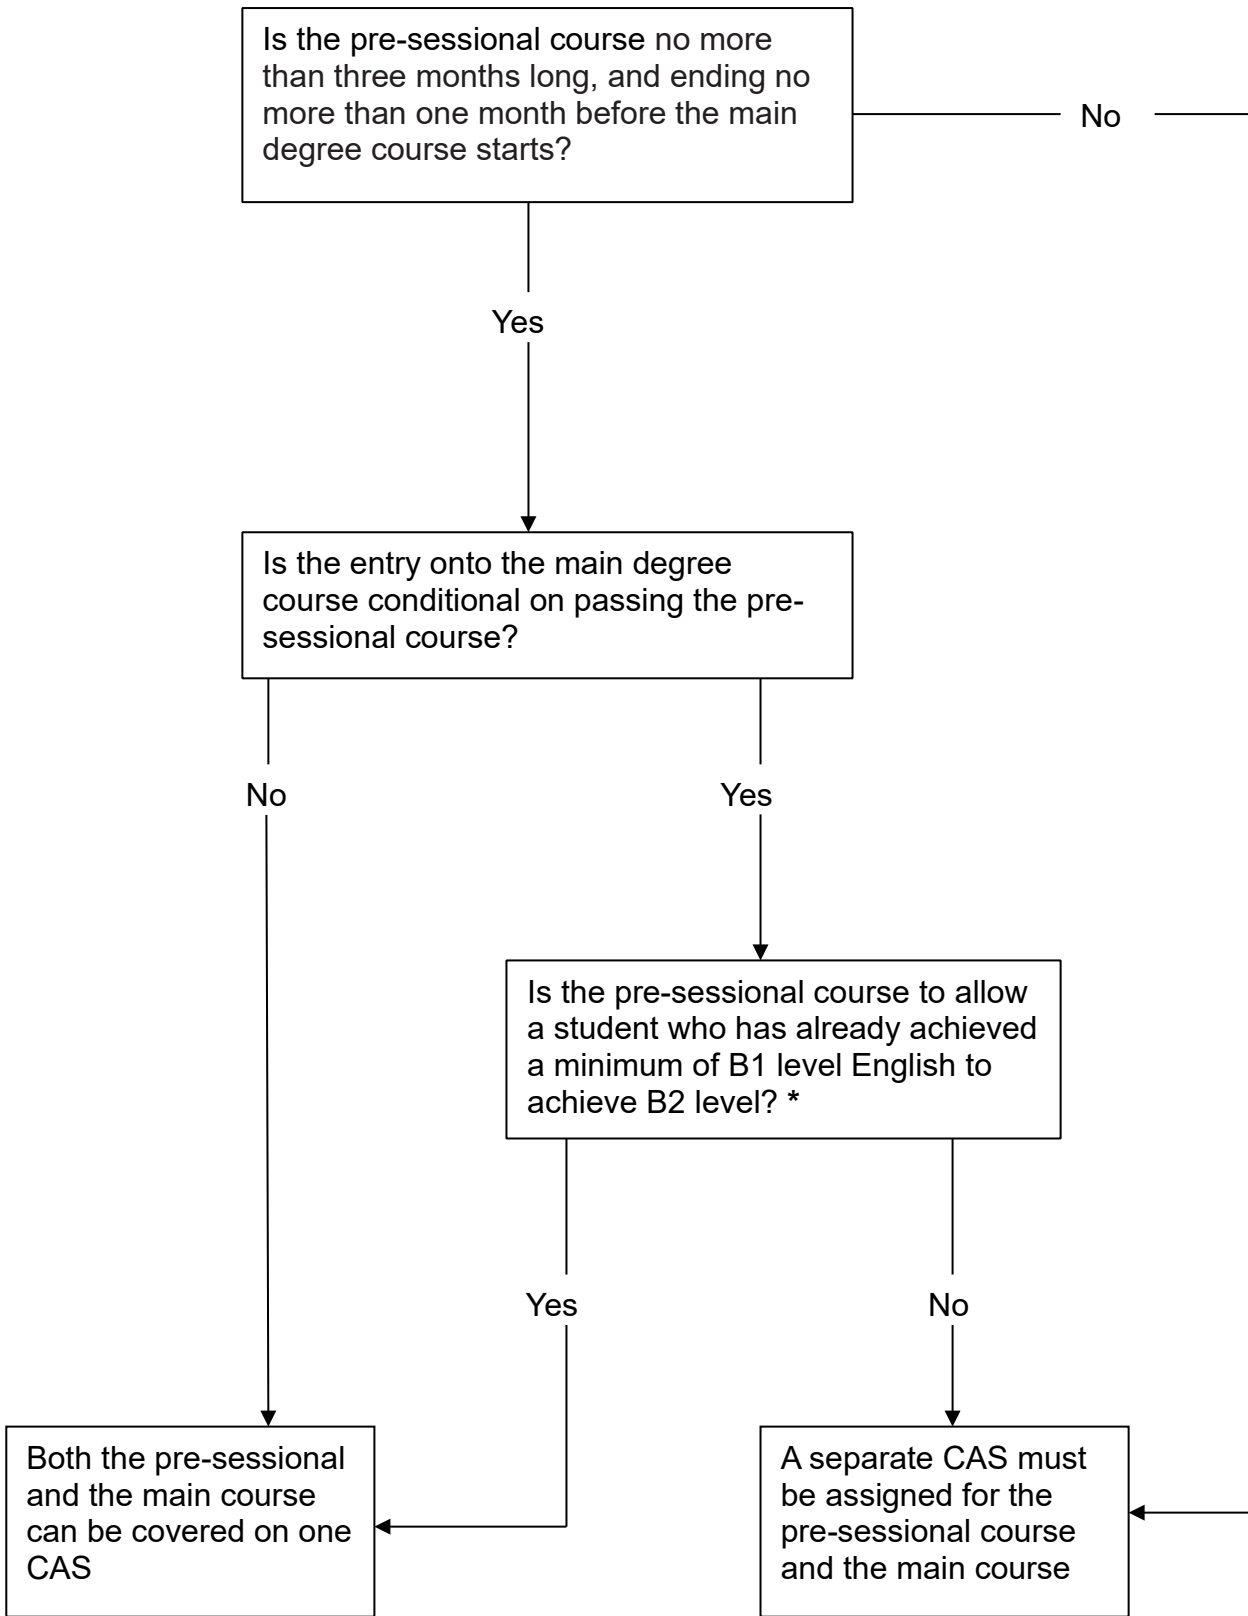 Is the pre-sessional course no more
than three months long, and ending no
more than one month before the main
degree course starts?
No
Yes
Is the entry onto the main degree
course conditional on passing the pre-
sessional course?
No
Yes
Is the pre-sessional course to allow
a student who has already achieved
a minimum of B1 level English to
achieve B2 level? *
Yes
No
Both the pre-sessional
and the main course
can be covered on one
CAS
A separate CAS must
be assigned for the
pre-sessional course
and the main course